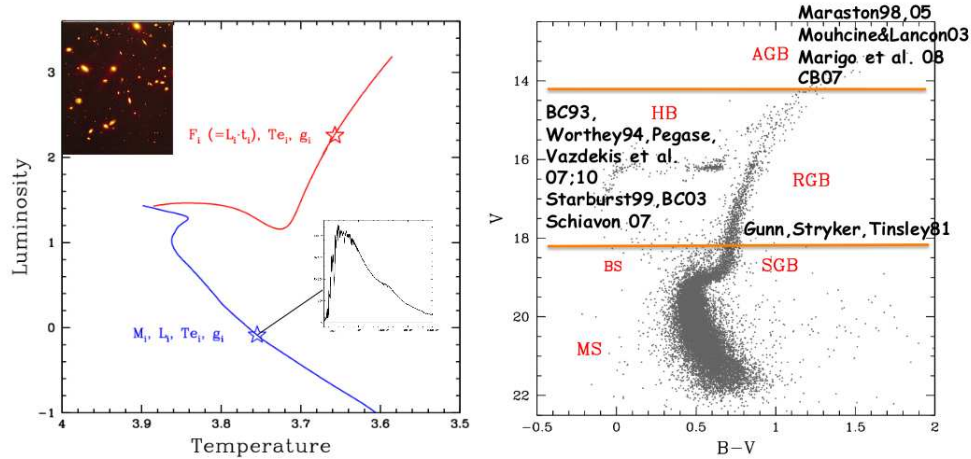 3
2
1
0
-1
Luminosity
F_i (=L_i·t_i), Te_i, g_i
M_i, L_i, Te_i, g_i
4
3.9
3.8
3.7
3.6
3.5
Temperature
Maraston98,05
Mouhcine&Lancon03
Marigo et al. 08
CB07
AGB
14
HB
BC93,
Worthey94,Pegase,
Vazdekis et al.
07;10
Starburst99,BC03
Schiavon 07
16
V
RGB
Gunn,Stryker,Tinsley81
18
BS
SGB
20
MS
22
-0.5
0
0.5
1
1.5
2
B-V